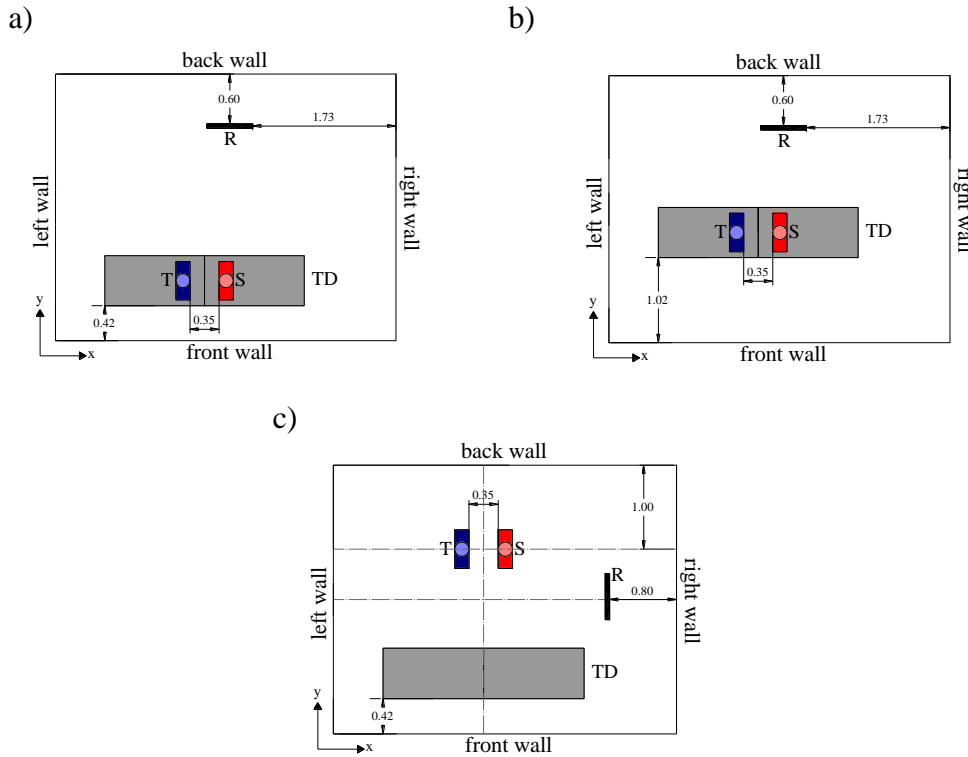 a)
back wall
0.60
1.73
R
left wall
right wall
T
S
TD
0.35
0.42
y
x
front wall
b)
back wall
0.60
1.73
R
left wall
right wall
T
S
TD
0.35
1.02
y
x
front wall
c)
back wall
0.35
1.00
T
S
R
0.80
left wall
right wall
TD
0.42
y
x
front wall